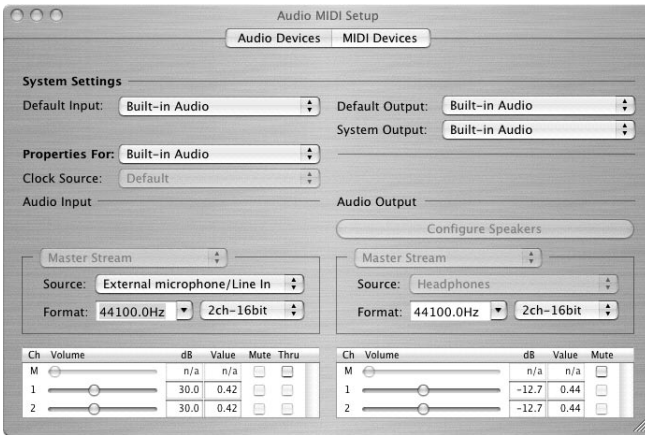 Audio MIDI Setup
Audio Devices MIDI Devices
System Settings
Default Input: Built-in Audio
Default Output: Built-in Audio
System Output: Built-in Audio
Properties For: Built-in Audio
Clock Source: Default
Audio Input
Audio Output
Configure Speakers
Master Stream
Source: External microphone/Line In
Format: 44100.0Hz 2ch-16bit
Master Stream
Source: Headphones
Format: 44100.0Hz 2ch-16bit
Ch Volume dB Value Mute Thru
M n/a n/a
1 30.0 0.42
2 30.0 0.42
Ch Volume dB Value Mute
M n/a n/a
1 -12.7 0.44
2 -12.7 0.44